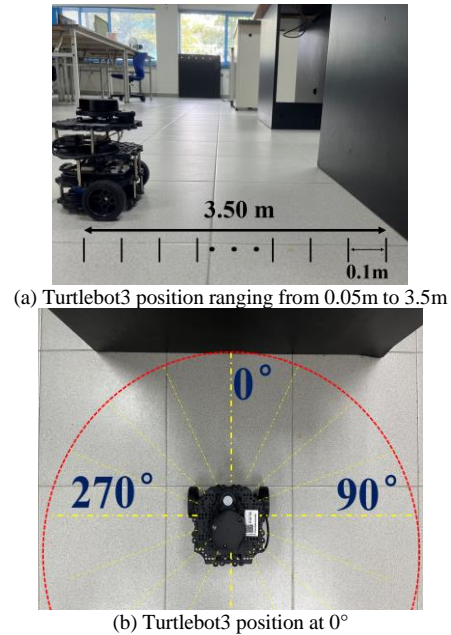 3.50 m
0.1m
(a) Turtlebot3 position ranging from 0.05m to 3.5m
0°
270° 90°
(b) Turtlebot3 position at 0°